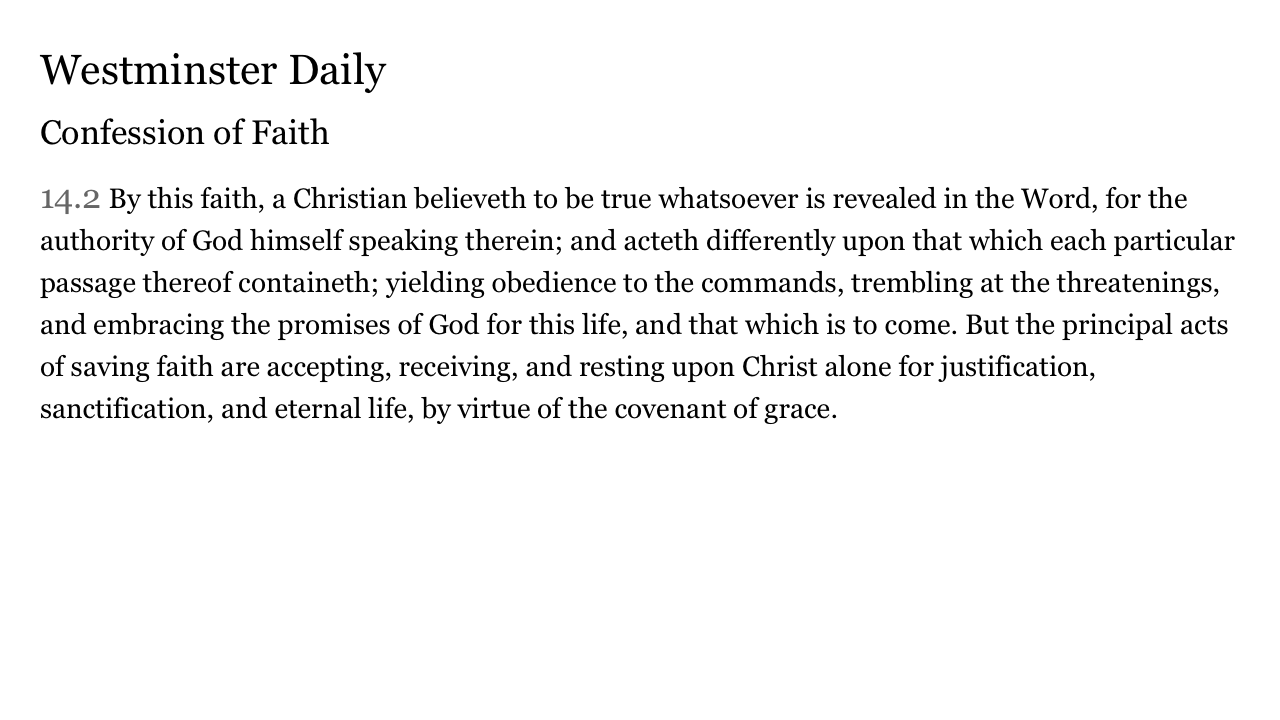 Westminster Daily
Confession of Faith
14.2 By this faith, a Christian believeth to be true whatsoever is revealed in the Word, for the
authority of God himself speaking therein; and acteth differently upon that which each particular
passage thereof containeth; yielding obedience to the commands, trembling at the threatenings,
and embracing the promises of God for this life, and that which is to come. But the principal acts
of saving faith are accepting, receiving, and resting upon Christ alone for justification,
sanctification, and eternal life, by virtue of the covenant of grace.